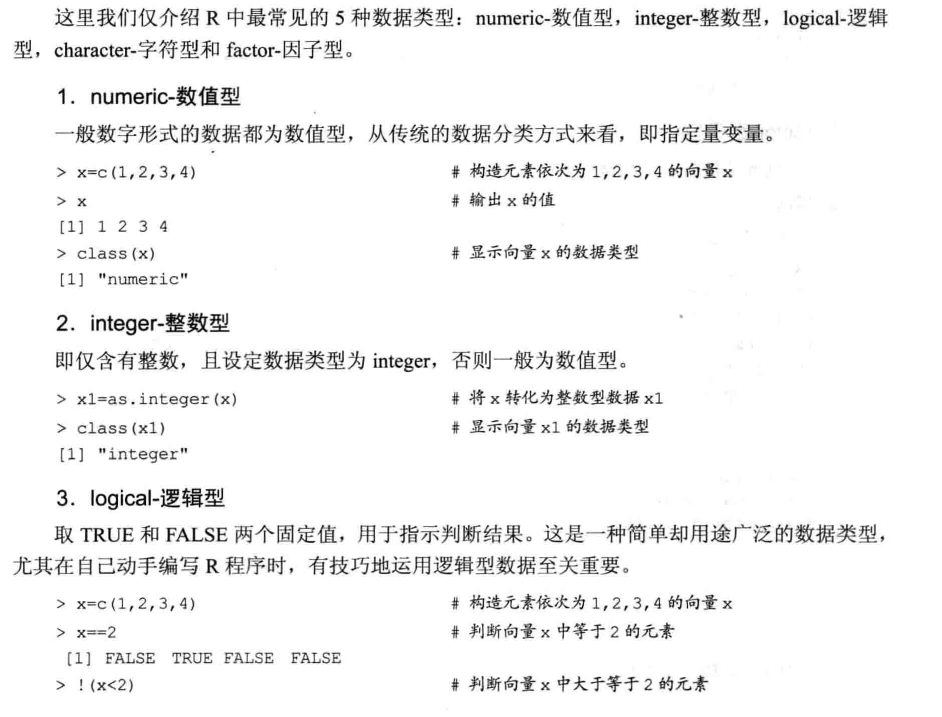 这里我们仅介绍 R 中最常见的 5 种数据类型：numeric-数值型，integer-整数型，logical-逻辑
型，character-字符型和 factor-因子型。
1．numeric-数值型
一般数字形式的数据都为数值型，从传统的数据分类方式来看，即指定量变量。
> x=c(1,2,3,4) # 构造元素依次为 1,2,3,4 的向量 x
> x # 输出 x 的值
[1] 1 2 3 4
> class(x) # 显示向量 x 的数据类型
[1] "numeric"
2．integer-整数型
即仅含有整数，且设定数据类型为 integer，否则一般为数值型。
> x1=as.integer(x) # 将 x 转化为整数型数据 x1
> class(x1) # 显示向量 x1 的数据类型
[1] "integer"
3．logical-逻辑型
取 TRUE 和 FALSE 两个固定值，用于指示判断结果。这是一种简单却用途广泛的数据类型，
尤其在自己动手编写 R 程序时，有技巧地运用逻辑型数据至关重要。
> x=c(1,2,3,4) # 构造元素依次为 1,2,3,4 的向量 x
> x==2 # 判断向量 x 中等于 2 的元素
[1] FALSE TRUE FALSE FALSE
> !(x<2) # 判断向量 x 中大于等于 2 的元素